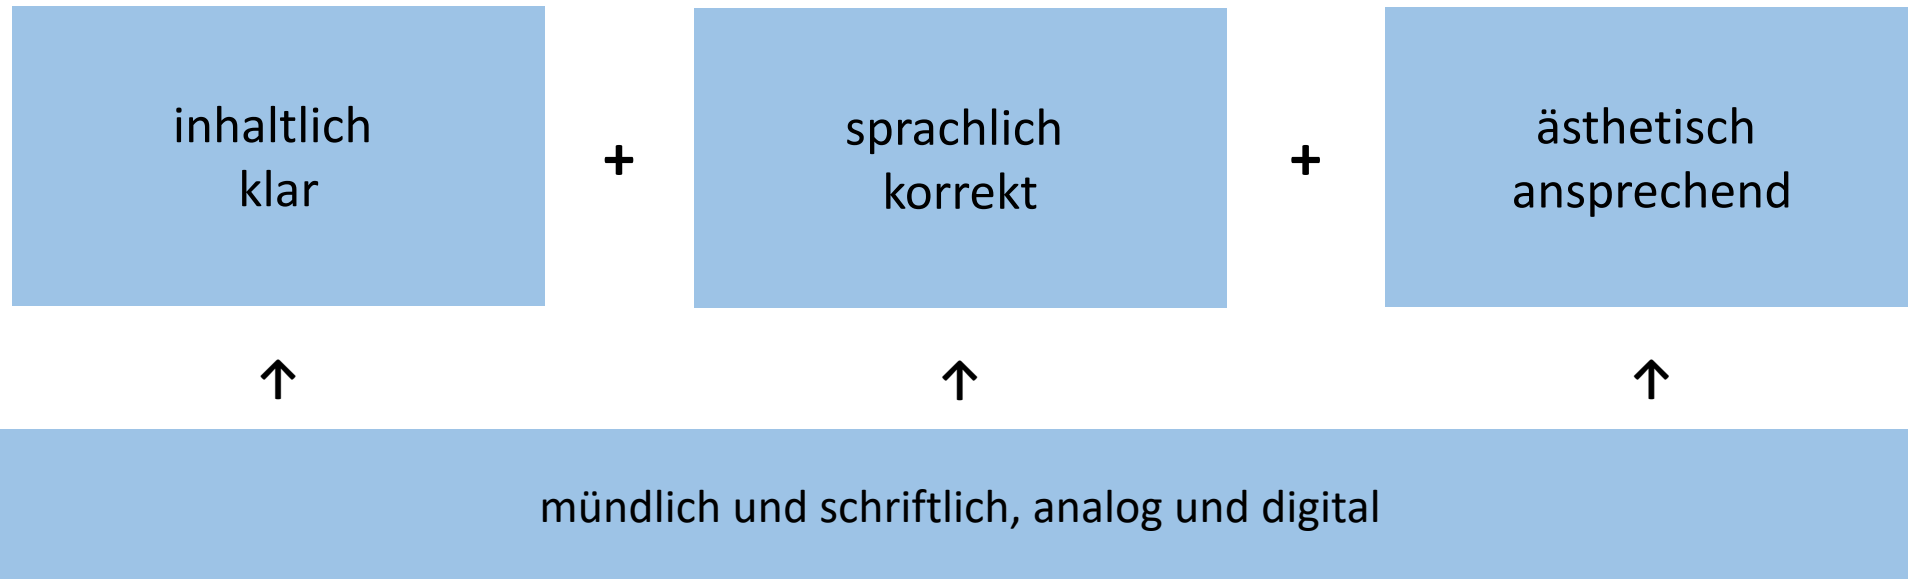 inhaltlich
klar
+
sprachlich
korrekt
+
ästhetisch
ansprechend
↑
↑
↑
mündlich und schriftlich, analog und digital